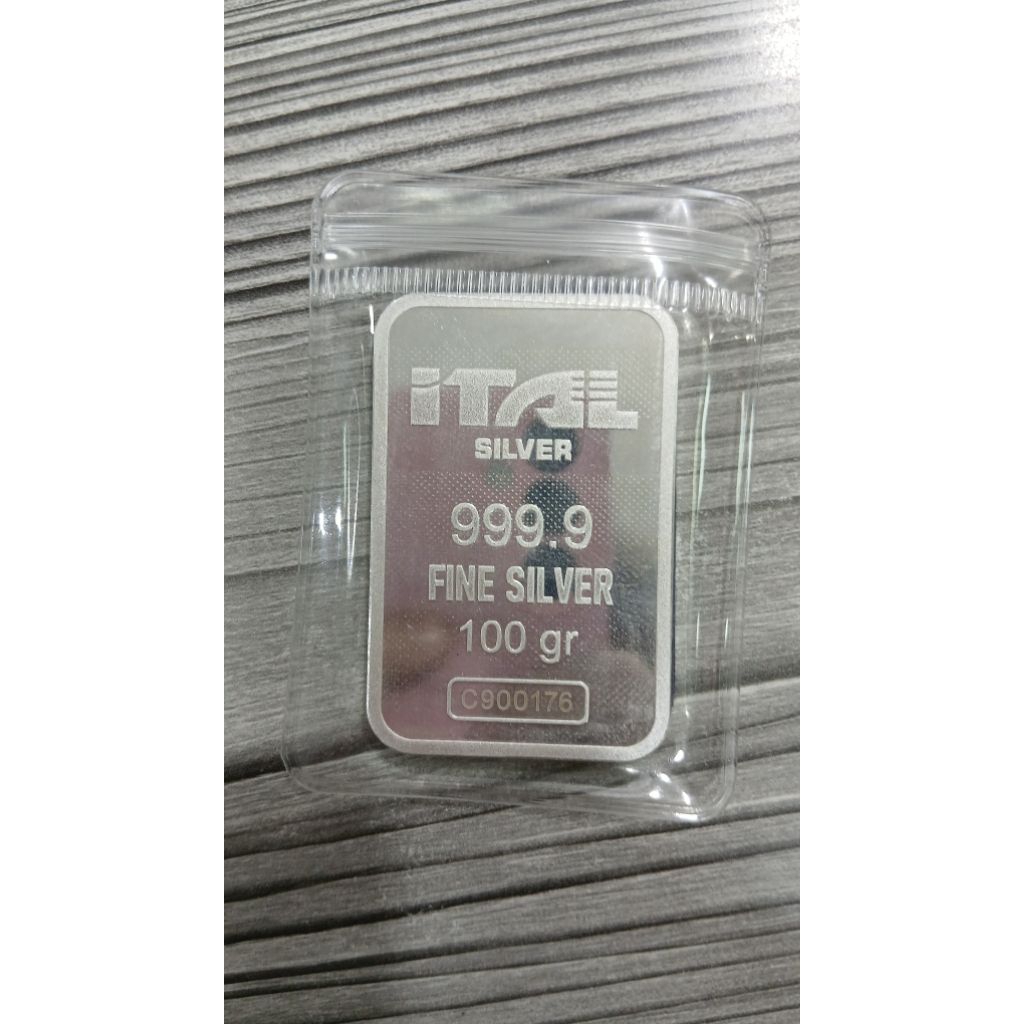 iTAL
SILVER
999.9
FINE SILVER
100 gr
C900176